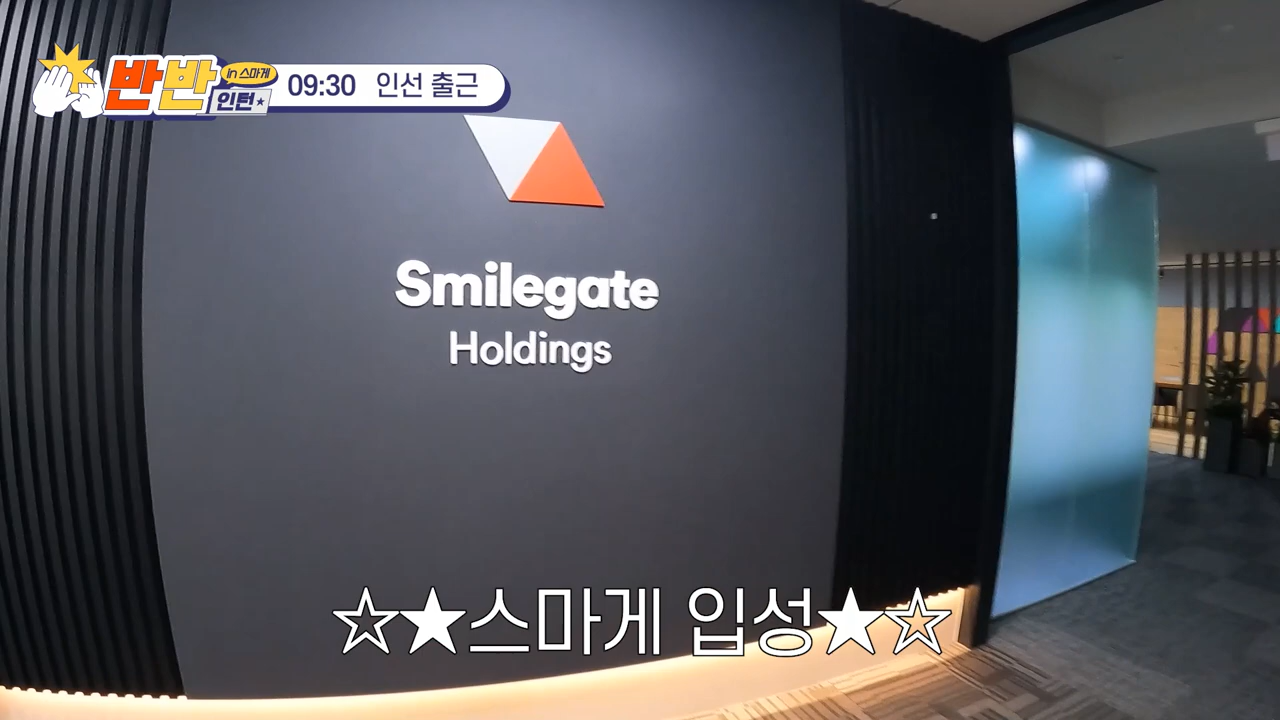 반반 in 스마게
인턴★
09:30 인선 출근
Smilegate
Holdings
☆★스마게 입성★☆